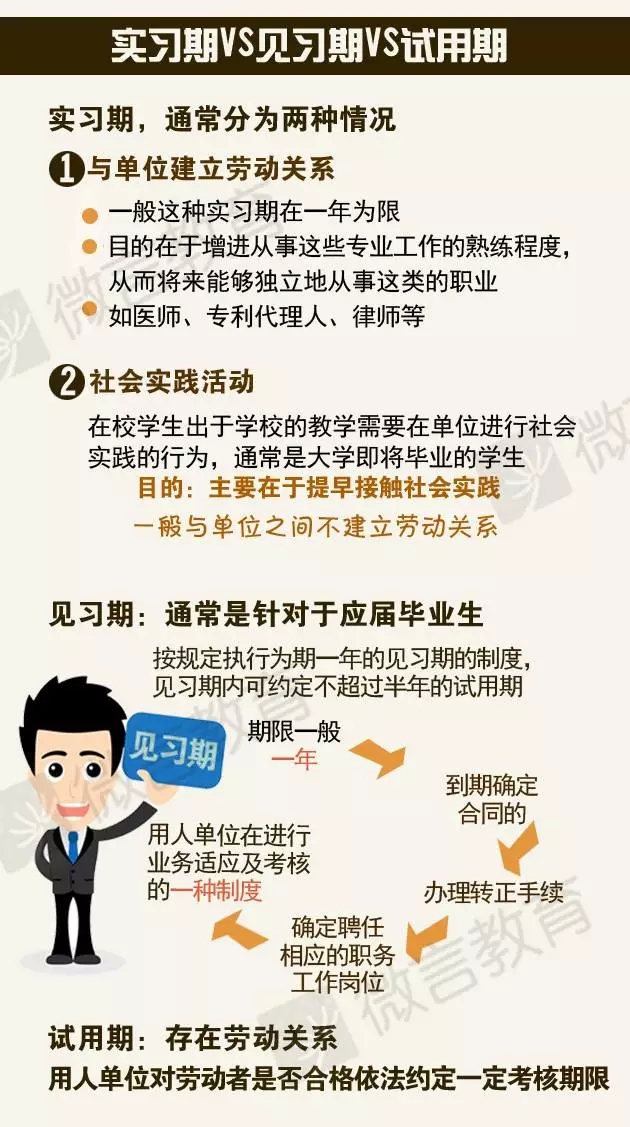 实习期VS见习期VS试用期
实习期，通常分为两种情况
1 与单位建立劳动关系
一般这种实习期在一年为限
目的在于增进从事这些专业工作的熟练程度，
从而将来能够独立地从事这类的职业
如医师、专利代理人、律师等
2 社会实践活动
在校学生出于学校的教学需要在单位进行社会
实践的行为，通常是大学即将毕业的学生
目的：主要在于提早接触社会实践
一般与单位之间不建立劳动关系
见习期：通常是针对于应届毕业生
按规定执行为期一年的见习期的制度，
见习期内可约定不超过半年的试用期
见习期
期限一般
一年
到期确定
合同的
办理转正手续
确定聘任
相应的职务
工作岗位
用人单位在进行
业务适应及考核
的一种制度
试用期：存在劳动关系
用人单位对劳动者是否合格依法约定一定考核期限
微言教育
微言教育
微言教育
微